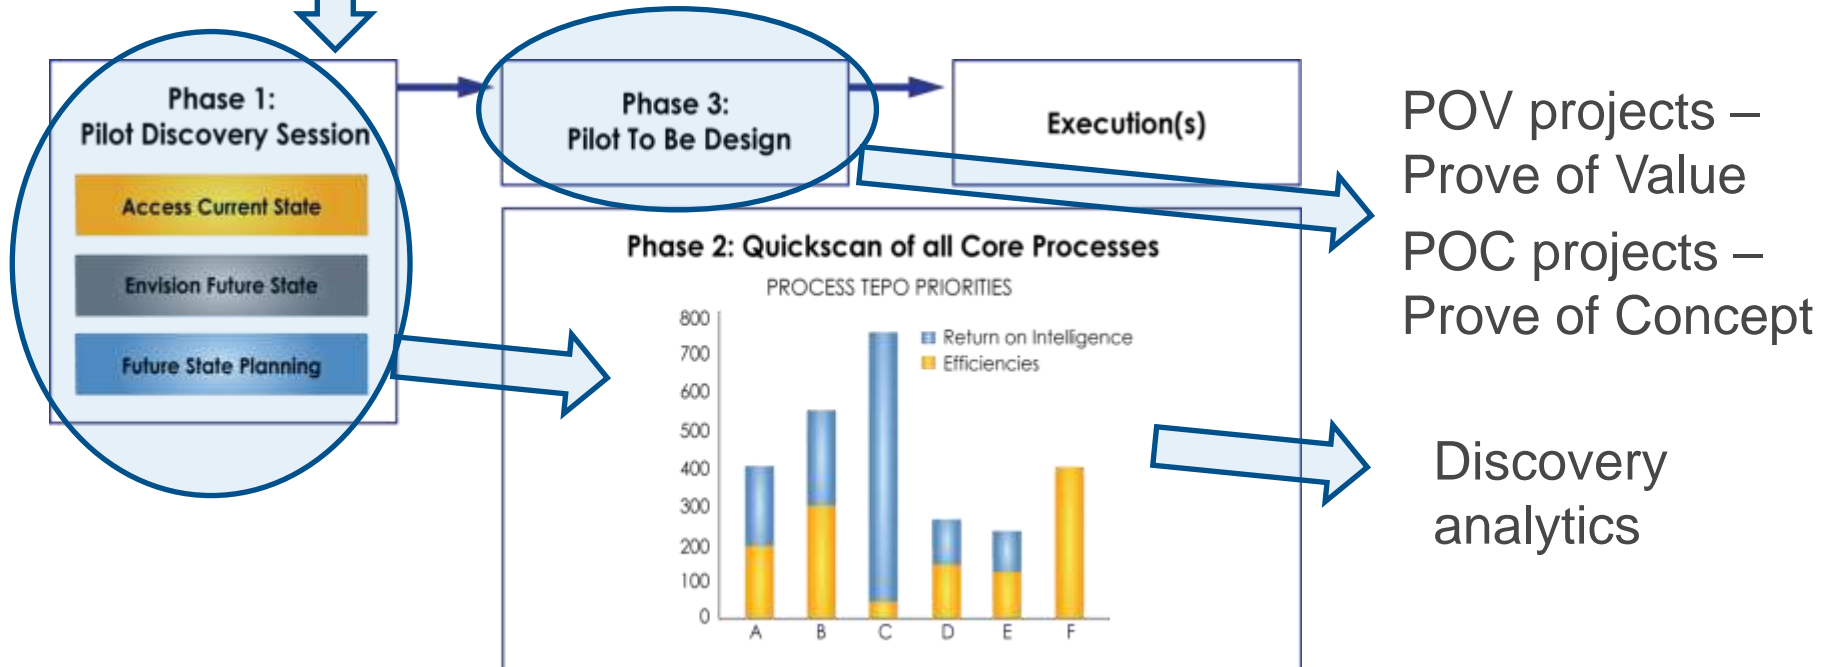 Phase 1:
Pilot Discovery Session
Access Current State
Envision Future State
Future State Planning
Phase 3:
Pilot To Be Design
Execution(s)
Phase 2: Quickscan of all Core Processes
PROCESS TEPO PRIORITIES
800
700
600
500
400
300
200
100
0
Return on Intelligence
Efficiencies
A B C D E F
POV projects –
Prove of Value
POC projects –
Prove of Concept
Discovery
analytics